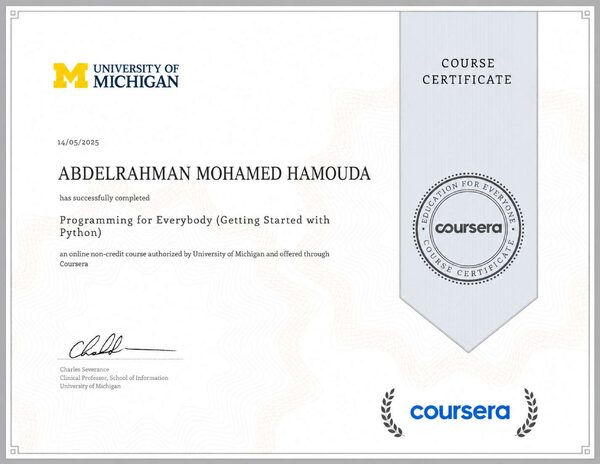 UNIVERSITY OF
MICHIGAN
COURSE
CERTIFICATE
14/05/2025
ABDELRAHMAN MOHAMED HAMOUDA
has successfully completed
Programming for Everybody (Getting Started with
Python)
an online non-credit course authorized by University of Michigan and offered through
Coursera
EDUCATION FOR EVERYONE
coursera
COURSE CERTIFICATE
Charles Severance
Clinical Professor, School of Information
University of Michigan
coursera